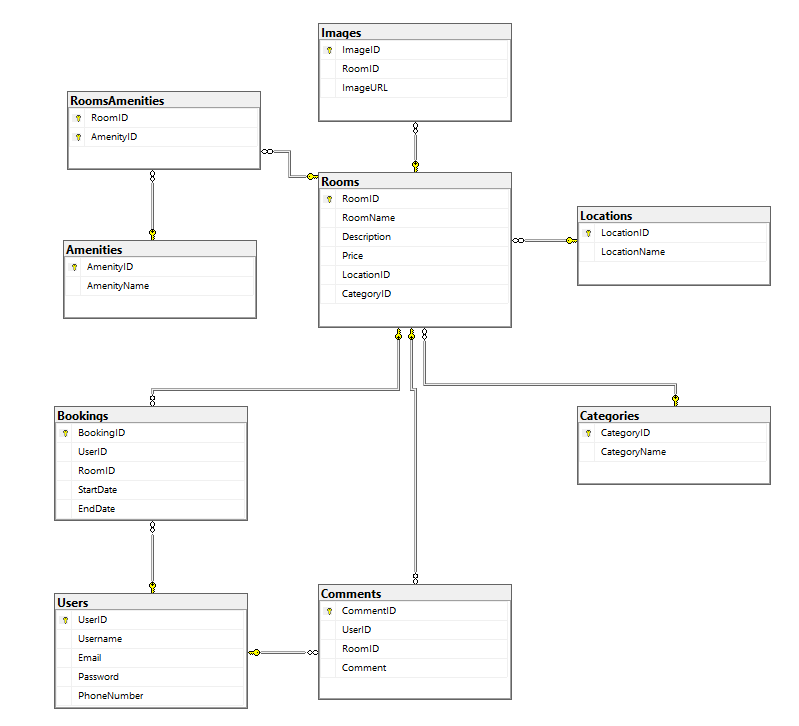 Images
ImageID
RoomID
ImageURL
RoomsAmenities
RoomID
AmenityID
Rooms
RoomID
RoomName
Description
Price
LocationID
CategoryID
Locations
LocationID
LocationName
Amenities
AmenityID
AmenityName
Bookings
BookingID
UserID
RoomID
StartDate
EndDate
Categories
CategoryID
CategoryName
Users
UserID
Username
Email
Password
PhoneNumber
Comments
CommentID
UserID
RoomID
Comment